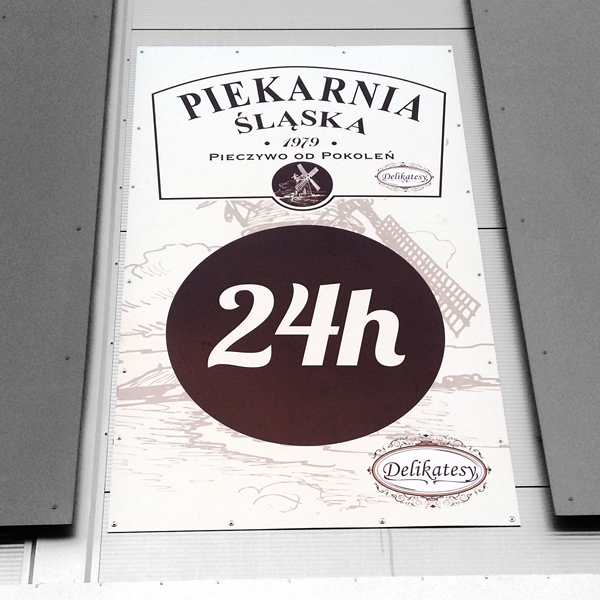 PIEKARNIA
ŚLĄSKA
• 1979 •
PIECZYWO OD POKOLEŃ
Delikatesy
24h
Delikatesy